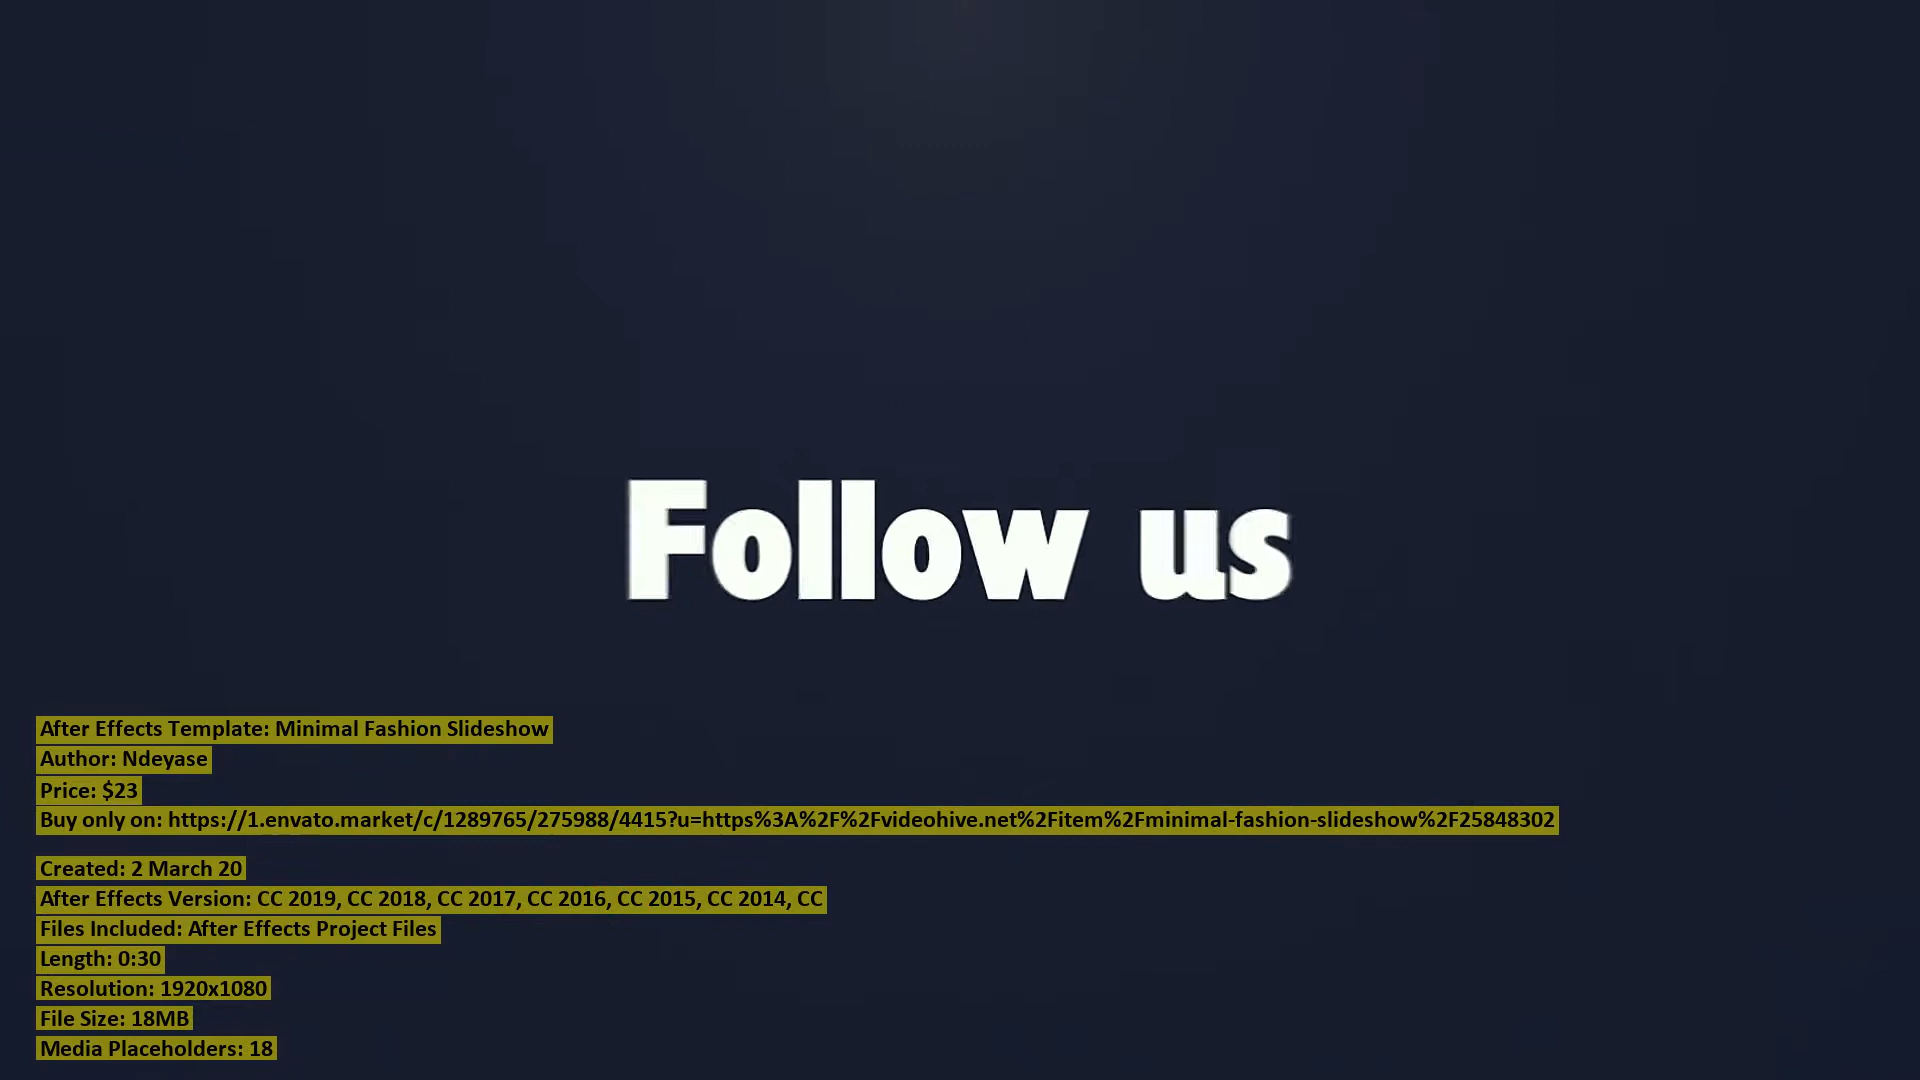 Follow us
After Effects Template: Minimal Fashion Slideshow
Author: Ndeyase
Price: $23
Buy only on: https://1.envato.market/c/1289765/275988/4415?u=https%3A%2F%2Fvideohive.net%2Fitem%2Fminimal-fashion-slideshow%2F25848302
Created: 2 March 20
After Effects Version: CC 2019, CC 2018, CC 2017, CC 2016, CC 2015, CC 2014, CC
Files Included: After Effects Project Files
Length: 0:30
Resolution: 1920x1080
File Size: 18MB
Media Placeholders: 18